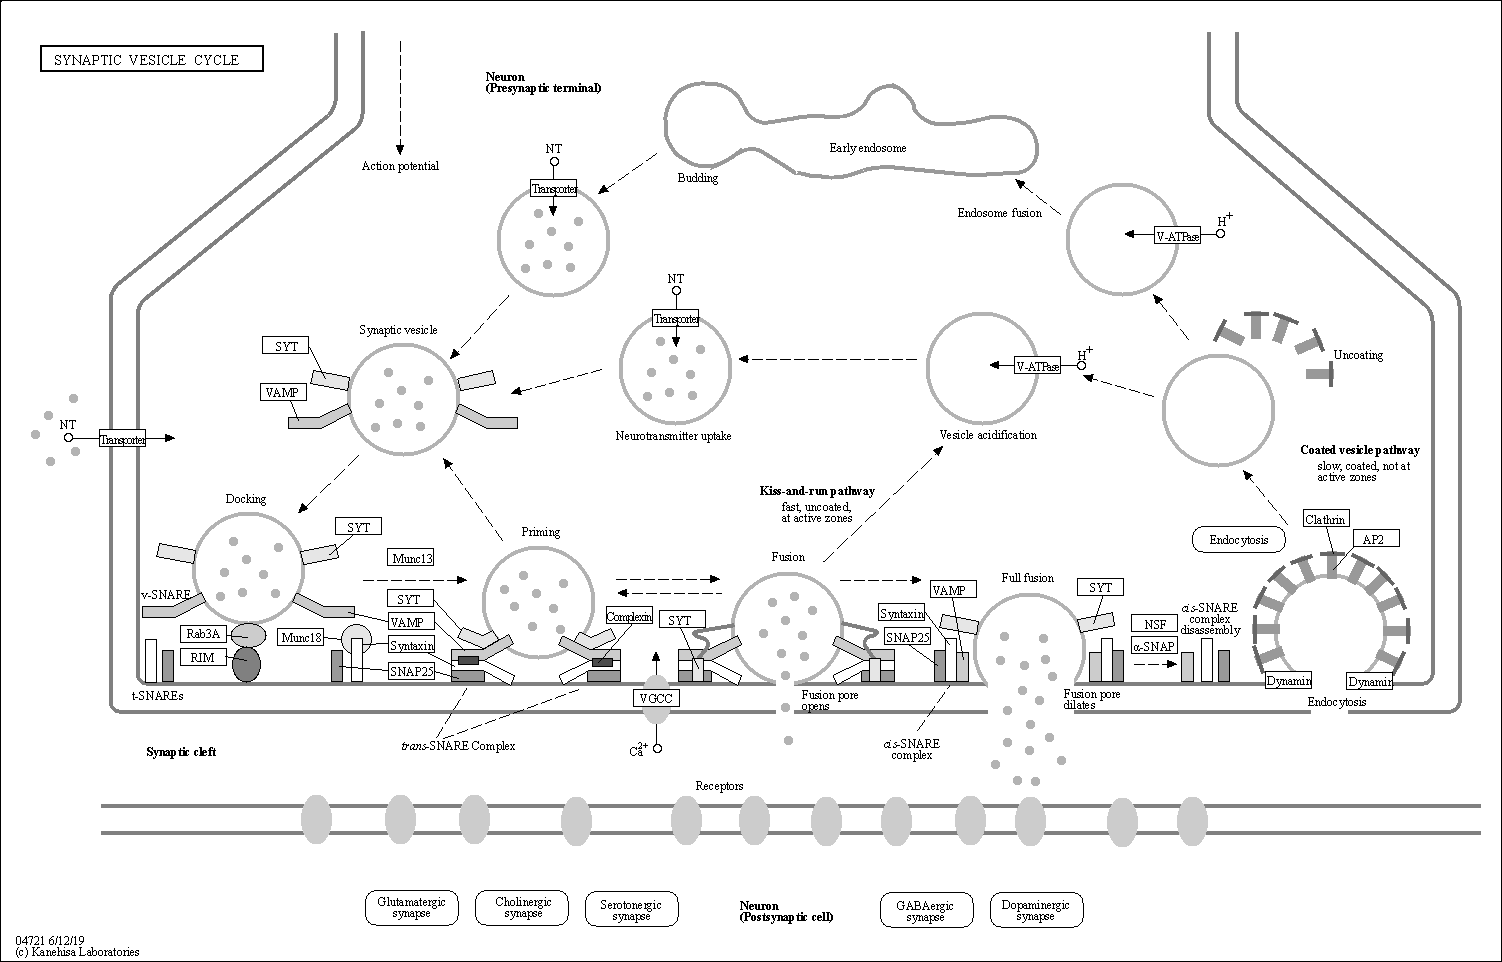 SYNAPTIC VESICLE CYCLE
Neuron
(Presynaptic terminal)
Action potential
NT
Transporter
Budding
Early endosome
Endosome fusion
H+
V-ATPase
NT
Transporter
Synaptic vesicle
SYT
VAMP
Neurotransmitter uptake
H+
V-ATPase
Vesicle acidification
Uncoating
NT
Transporter
Coated vesicle pathway
slow, coated, not at
active zones
Kiss-and-run pathway
fast, uncoated,
at active zones
Docking
SYT
v-SNARE
Rab3A
RIM
Munc18
t-SNAREs
Munc13
SYT
VAMP
Syntaxin
SNAP25
Priming
Complexin
trans-SNARE Complex
SYT
VGCC
Ca2+
Fusion
Fusion pore
opens
VAMP
Syntaxin
SNAP25
cis-SNARE
complex
Full fusion
SYT
Fusion pore
dilates
NSF
α-SNAP
cis-SNARE
complex
disassembly
Endocytosis
Clathrin
AP2
Dynamin
Dynamin
Endocytosis
Synaptic cleft
Receptors
Glutamatergic
synapse
Cholinergic
synapse
Serotonergic
synapse
Neuron
(Postsynaptic cell)
GABAergic
synapse
Dopaminergic
synapse
04721 6/12/19
(c) Kanehisa Laboratories